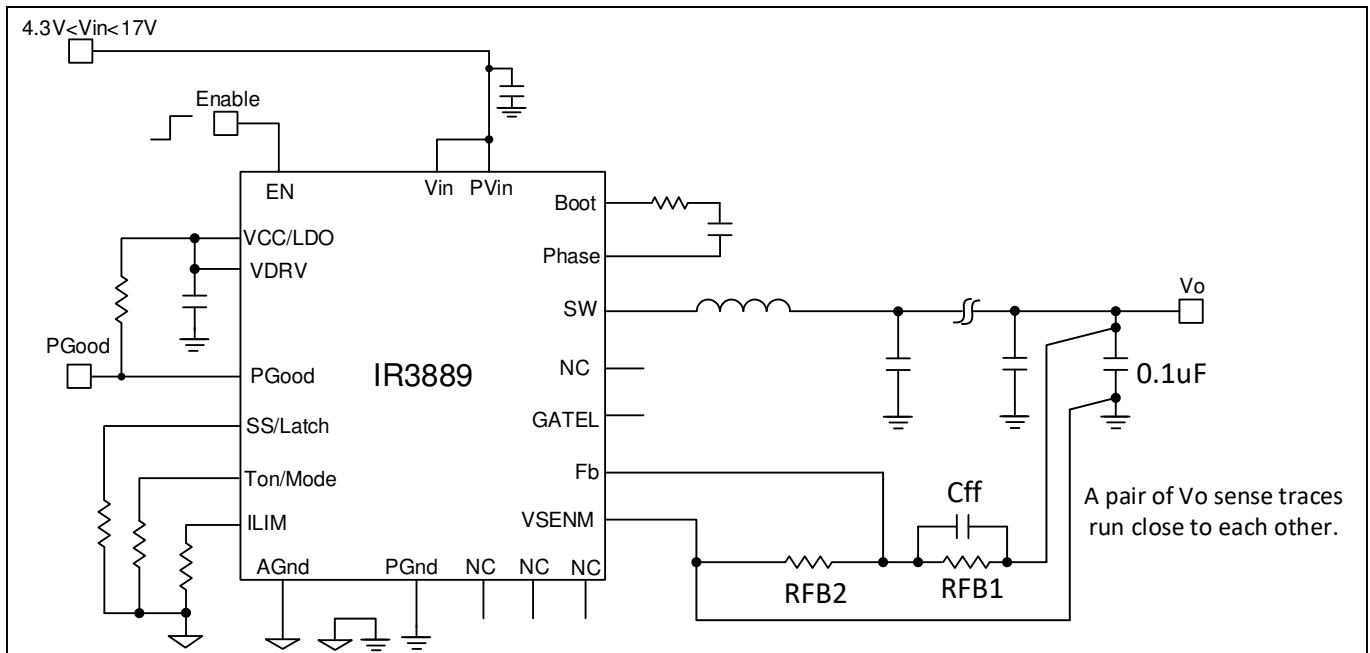 4.3V<Vin<17V
Enable
EN
Vin PVin
Boot
VCC/LDO
Phase
VDRV
SW
Vo
PGood
PGood
IR3889
NC
0.1uF
SS/Latch
GATEL
Ton/Mode
Fb
Cff
A pair of Vo sense traces
run close to each other.
ILIM
VSENM
AGnd PGnd NC NC NC
RFB2 RFB1